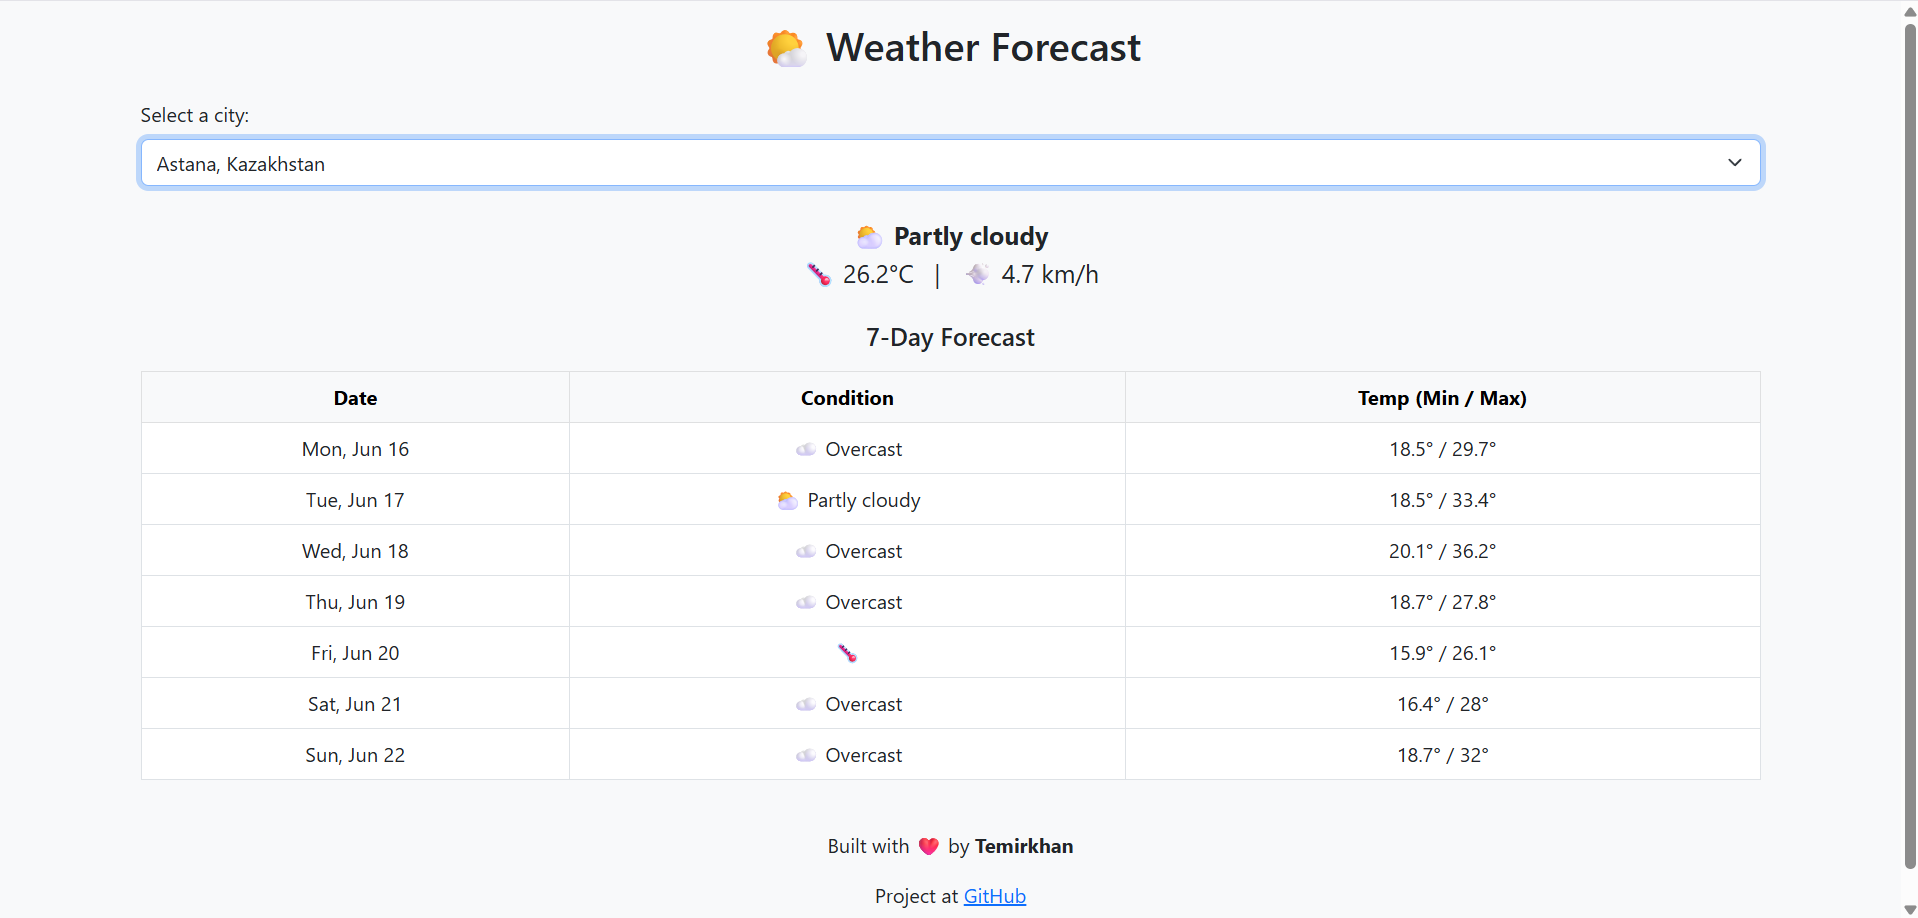 Weather Forecast
Select a city:
Astana, Kazakhstan
Partly cloudy
26.2°C | 4.7 km/h
7-Day Forecast
Date Condition Temp (Min / Max)
Mon, Jun 16 Overcast 18.5° / 29.7°
Tue, Jun 17 Partly cloudy 18.5° / 33.4°
Wed, Jun 18 Overcast 20.1° / 36.2°
Thu, Jun 19 Overcast 18.7° / 27.8°
Fri, Jun 20 15.9° / 26.1°
Sat, Jun 21 Overcast 16.4° / 28°
Sun, Jun 22 Overcast 18.7° / 32°
Built with ❤️ by Temirkhan
Project at GitHub